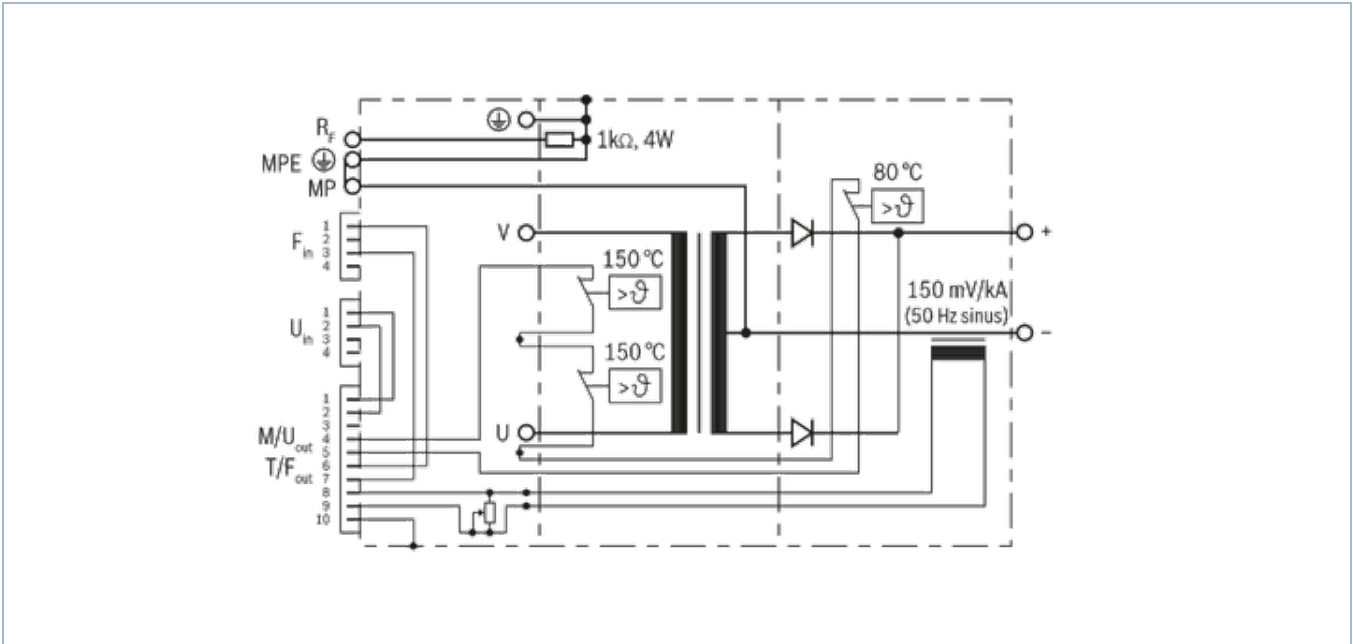 R_F
1kΩ, 4W
MPE
MP
80 °C
>ϑ
F_in
1
2
3
4
V
+
150 °C
>ϑ
150 mV/kA
(50 Hz sinus)
U_in
1
2
3
4
−
150 °C
>ϑ
M/U_out
T/F_out
1
2
3
4
5
6
7
8
9
10
U